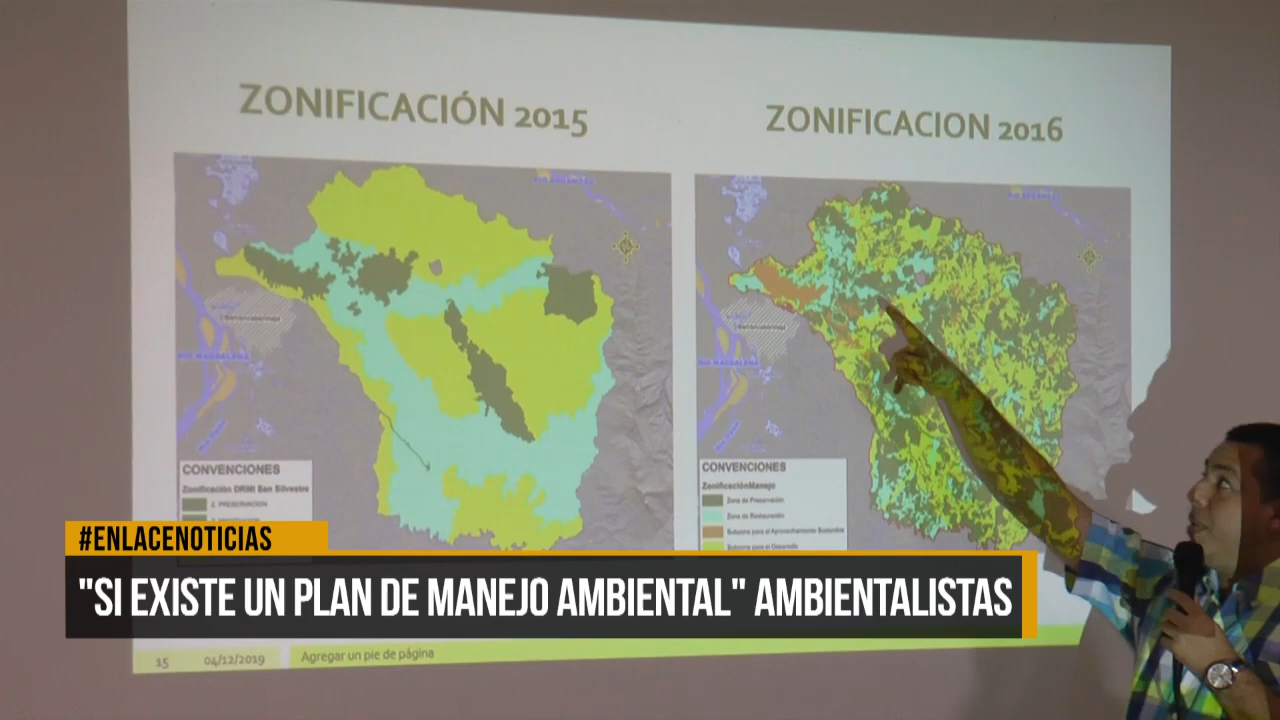 ZONIFICACIÓN 2015
ZONIFICACION 2016
RIO MAGDALENA
Barrancabermeja
CONVENCIONES
Zonificación DRMI San Silvestre
2. PRESERVACION
CONVENCIONES
ZonificaciónManejo
Zona de Preservación
Zona de Restauración
Subzona para el Aprovechamiento Sostenible
Subzona para el Desarrollo
#ENLACENOTICIAS
"SI EXISTE UN PLAN DE MANEJO AMBIENTAL" AMBIENTALISTAS
15
04/12/2019
Agregar un pie de página